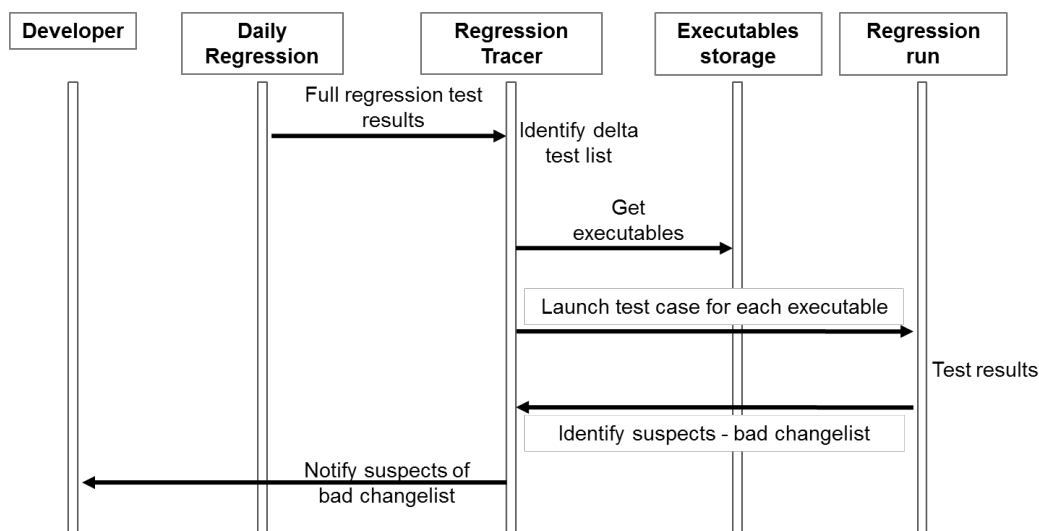 Developer
Daily
Regression
Regression
Tracer
Executables
storage
Regression
run
Full regression test
results
Identify delta
test list
Get
executables
Launch test case for each executable
Test results
Identify suspects - bad changelist
Notify suspects of
bad changelist